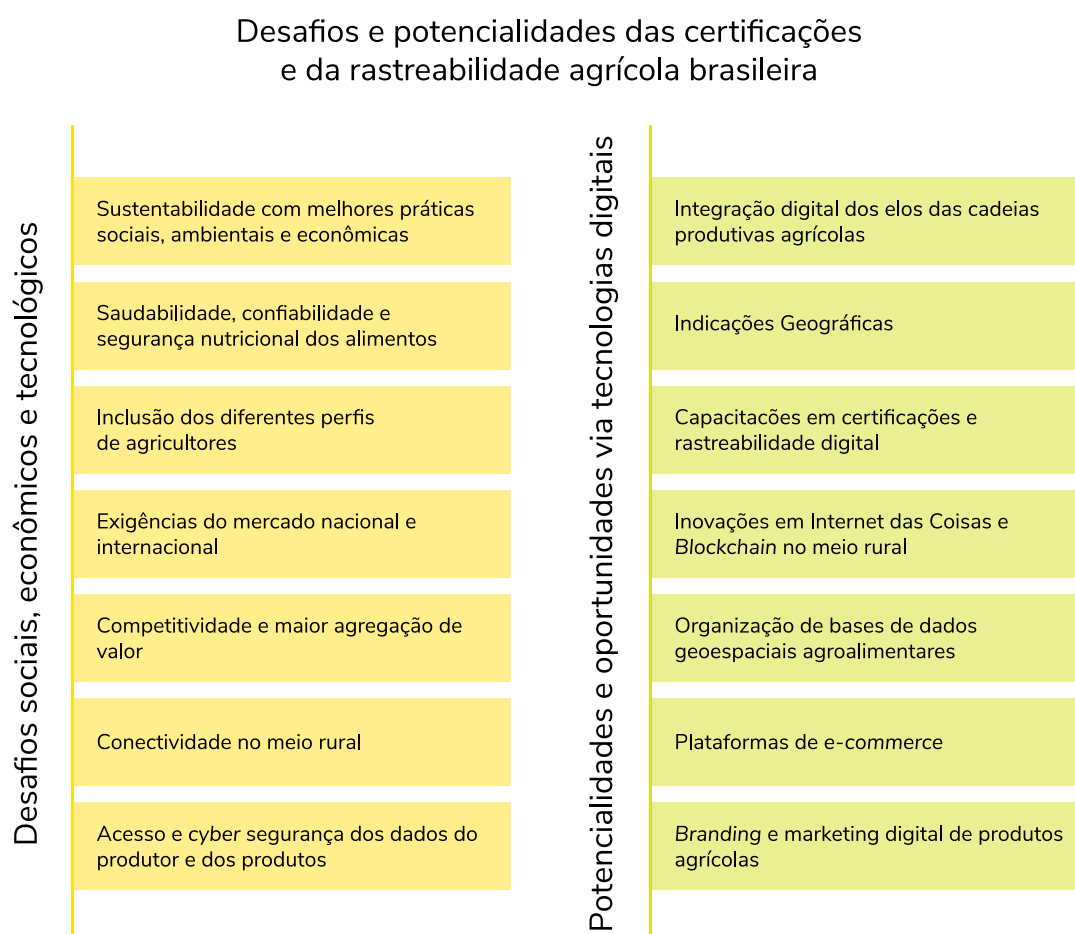 Desafios e potencialidades das certificações
e da rastreabilidade agrícola brasileira
Desafios sociais, econômicos e tecnológicos
Sustentabilidade com melhores práticas
sociais, ambientais e econômicas
Saudabilidade, confiabilidade e
segurança nutricional dos alimentos
Inclusão dos diferentes perfis
de agricultores
Exigências do mercado nacional e
internacional
Competitividade e maior agregação de
valor
Conectividade no meio rural
Acesso e cyber segurança dos dados do
produtor e dos produtos
Potencialidades e oportunidades via tecnologias digitais
Integração digital dos elos das cadeias
produtivas agrícolas
Indicações Geográficas
Capacitacões em certificações e
rastreabilidade digital
Inovações em Internet das Coisas e
Blockchain no meio rural
Organização de bases de dados
geoespaciais agroalimentares
Plataformas de e-commerce
Branding e marketing digital de produtos
agrícolas